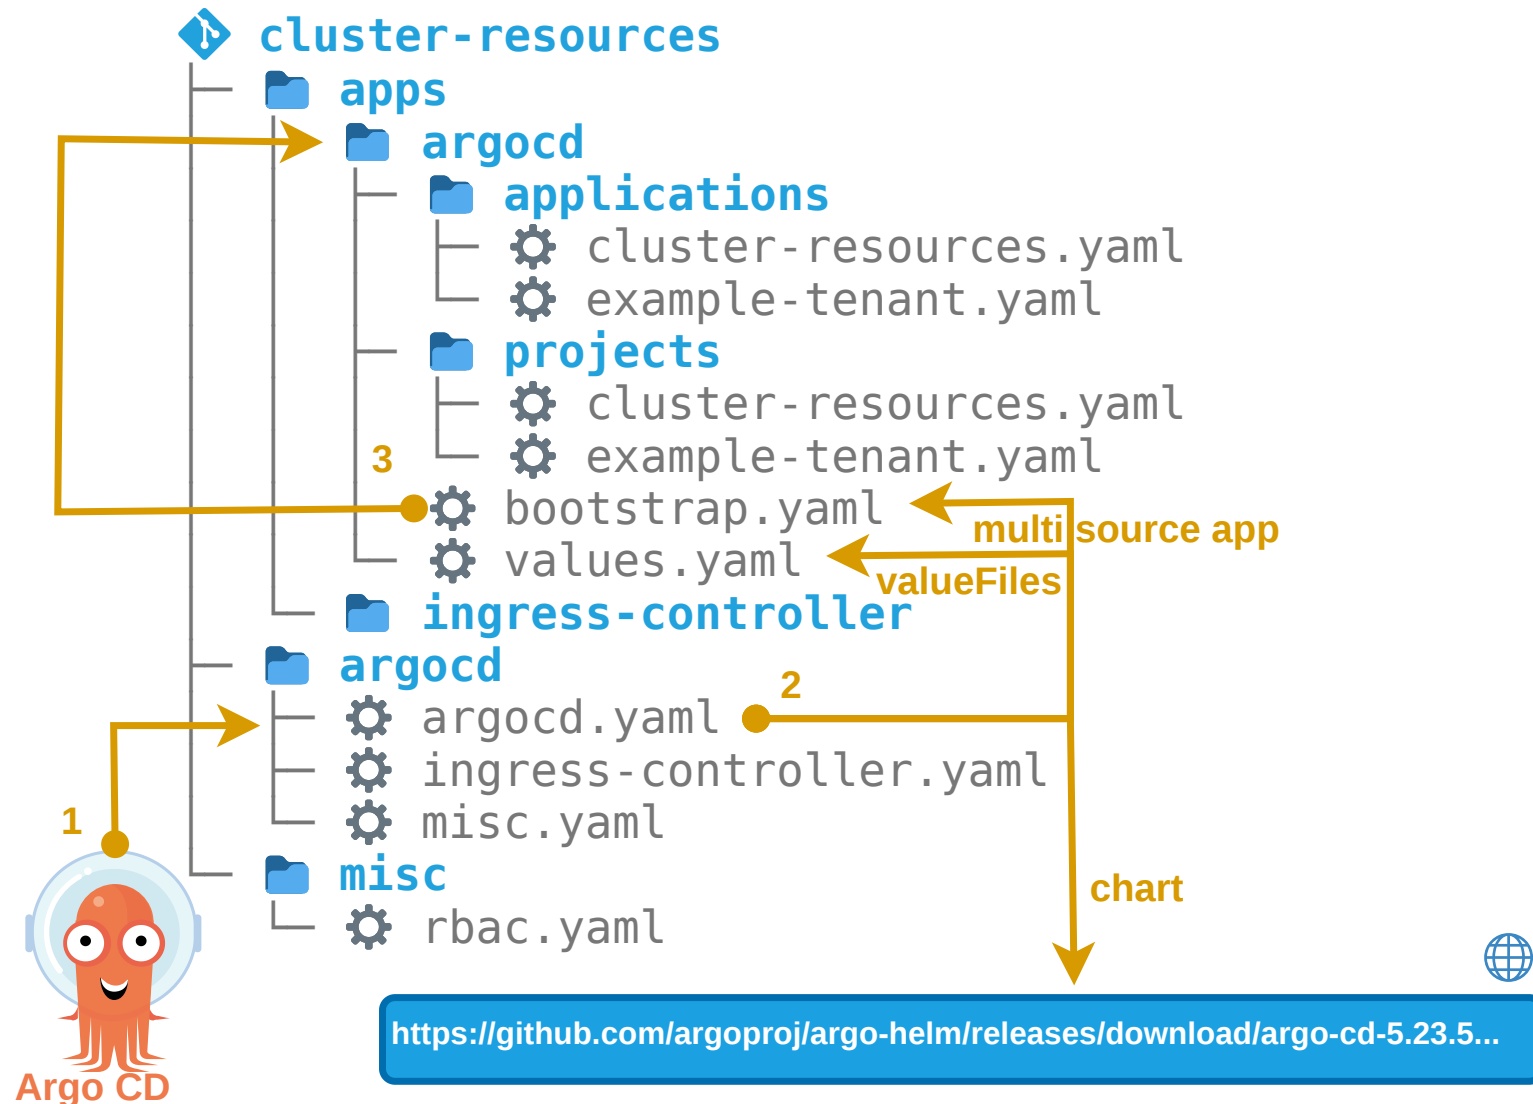 cluster-resources
apps
argocd
applications
cluster-resources.yaml
example-tenant.yaml
projects
cluster-resources.yaml
3
example-tenant.yaml
bootstrap.yaml
multi source app
values.yaml
valueFiles
ingress-controller
argocd
2
argocd.yaml
ingress-controller.yaml
1
misc.yaml
misc
chart
rbac.yaml
https://github.com/argoproj/argo-helm/releases/download/argo-cd-5.23.5...
Argo CD